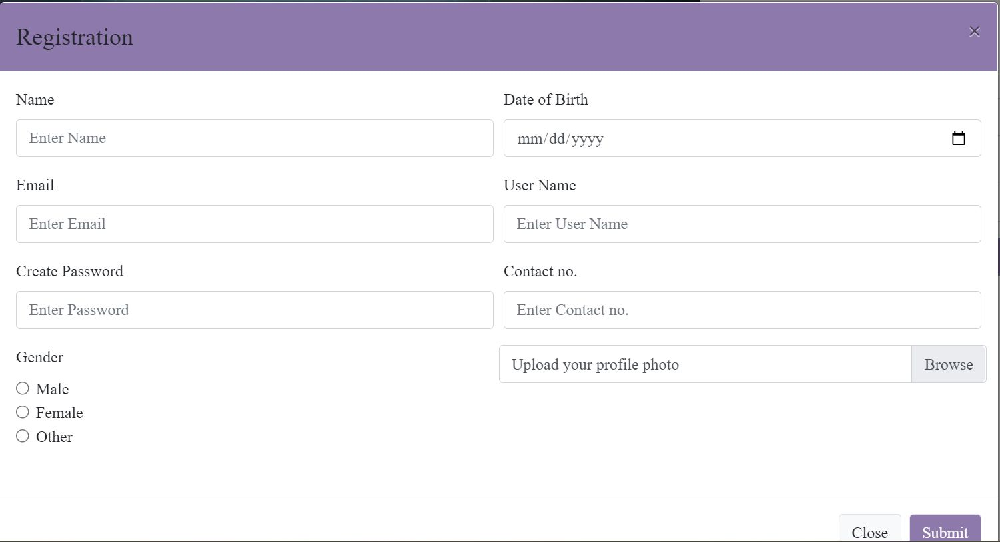 Registration
×
Name
Date of Birth
Enter Name
mm/dd/yyyy
Email
User Name
Enter Email
Enter User Name
Create Password
Contact no.
Enter Password
Enter Contact no.
Gender
Upload your profile photo
Browse
Male
Female
Other
Close
Submit